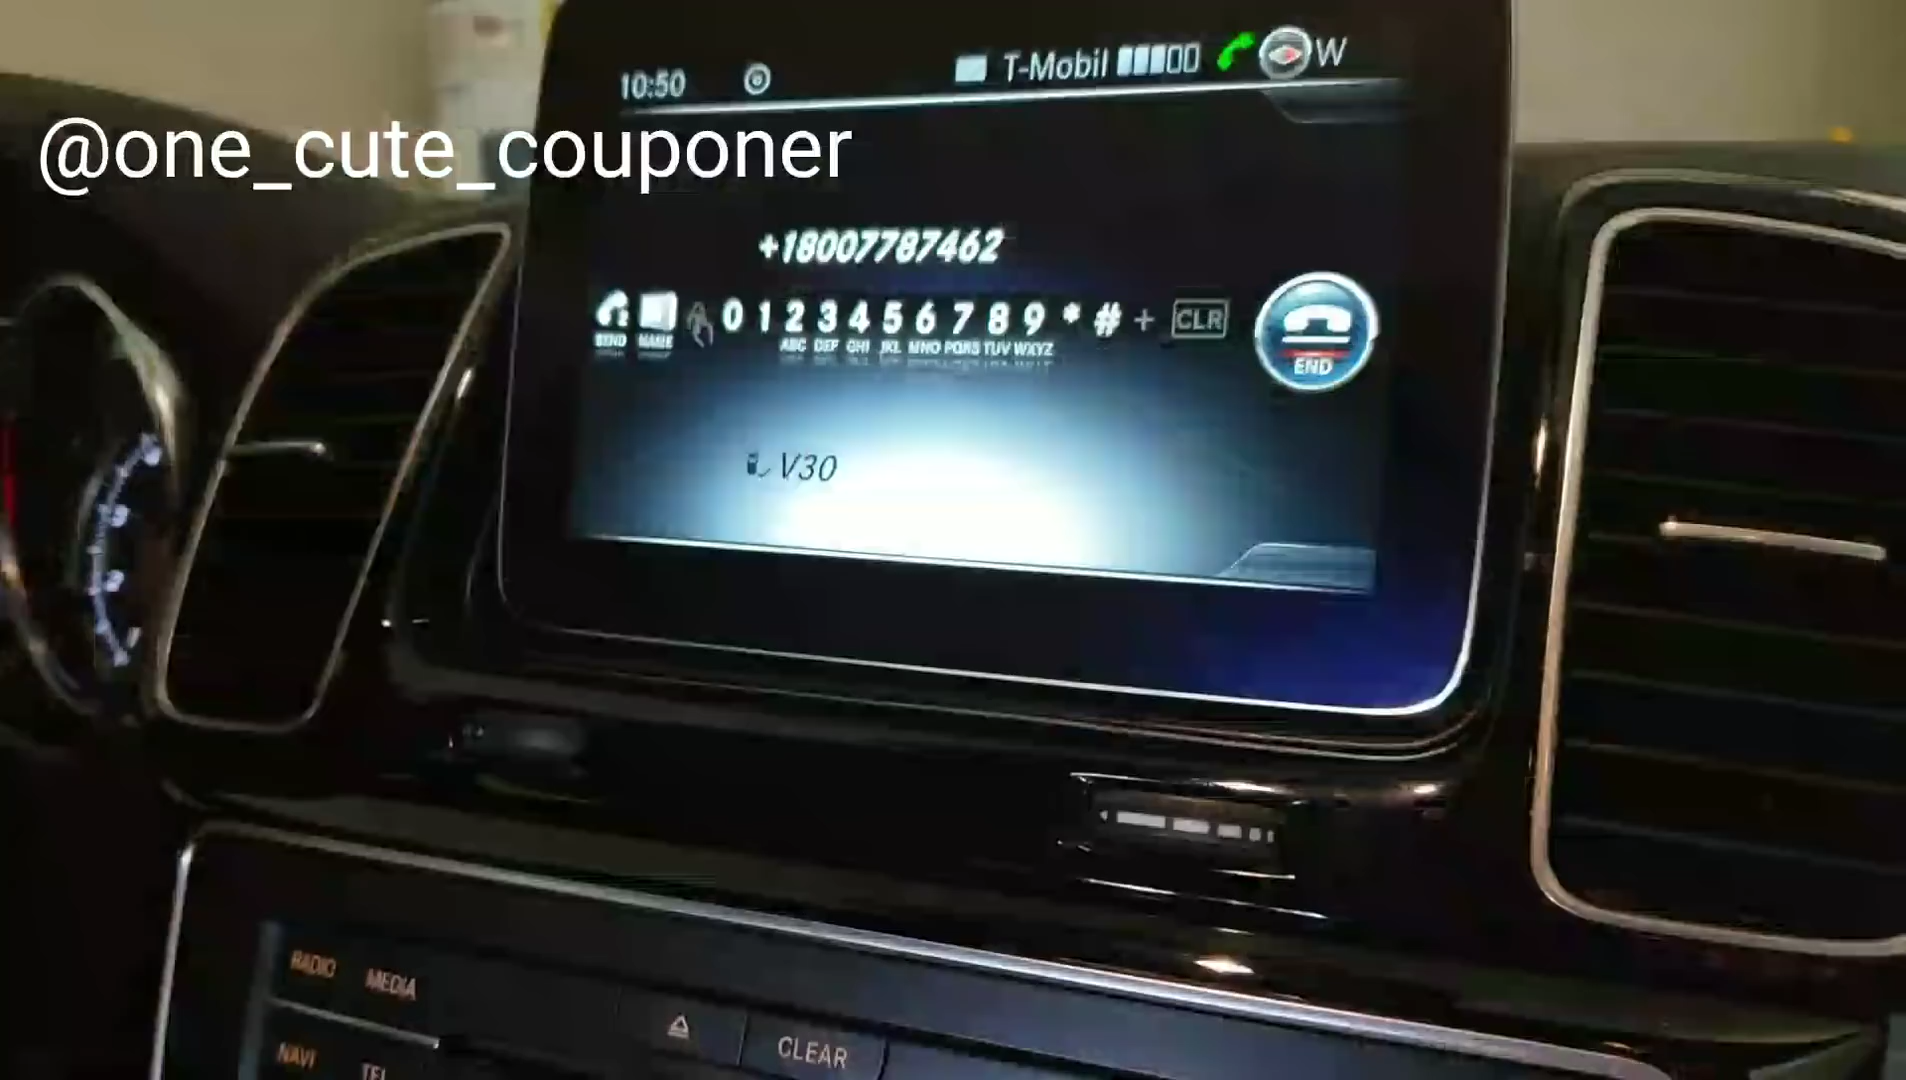 10:50 T-Mobil W
@one_cute_couponer
+18007787462
0 1 2 3 4 5 6 7 8 9 * # + CLR
SEND NAME ABC DEF GHI JKL MNO PQRS TUV WXYZ
END
V30
RADIO MEDIA
CLEAR
NAVI TEL